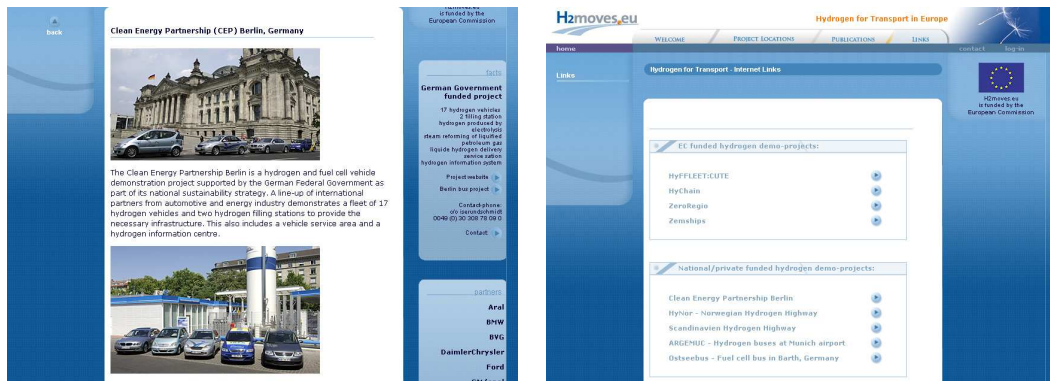 back
Clean Energy Partnership (CEP) Berlin, Germany
The Clean Energy Partnership Berlin is a hydrogen and fuel cell vehicle
demonstration project supported by the German Federal Government as
part of its national sustainability strategy. A line-up of international
partners from automotive and energy industry demonstrates a fleet of 17
hydrogen vehicles and two hydrogen filling stations to provide the
necessary infrastructure. This also includes a vehicle service area and a
hydrogen information centre.
H2moves.eu
is funded by the
European Commission
facts
German Government
funded project
17 hydrogen vehicles
2 filling station
hydrogen produced by
electrolysis
steam reforming of liquified
petroleum gas
liquide hydrogen delivery
service sation
hydrogen information system
Project website
Berlin bus project
Contact-phone:
c/o iserundschmidt
0049 (0) 30 308 78 09 0
Contact
partners
Aral
BMW
BVG
DaimlerChrysler
Ford
H2moves.eu
Hydrogen for Transport in Europe
WELCOME
PROJECT LOCATIONS
PUBLICATIONS
LINKS
home
contact
log-in
Links
Hydrogen for Transport - Internet Links
H2moves.eu
is funded by the
European Commission
EC funded hydrogen demo-projects:
HyFFLEET:CUTE
HyChain
ZeroRegio
Zemships
National/private funded hydrogen demo-projects:
Clean Energy Partnership Berlin
HyNor - Norwegian Hydrogen Highway
Scandinavien Hydrogen Highway
ARGEMUC - Hydrogen buses at Munich airport
Ostseebus - Fuel cell bus in Barth, Germany